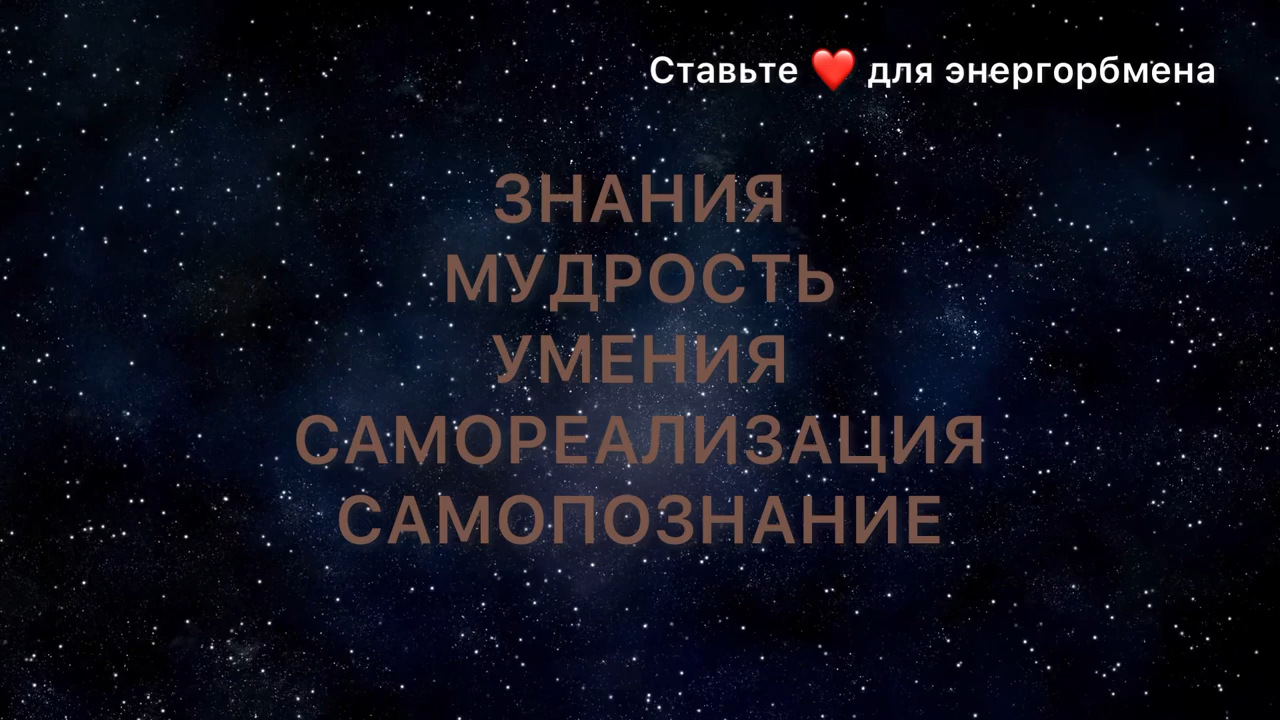 Ставьте ❤️ для энергорбмена
ЗНАНИЯ
МУДРОСТЬ
УМЕНИЯ
САМОРЕАЛИЗАЦИЯ
САМОПОЗНАНИЕ